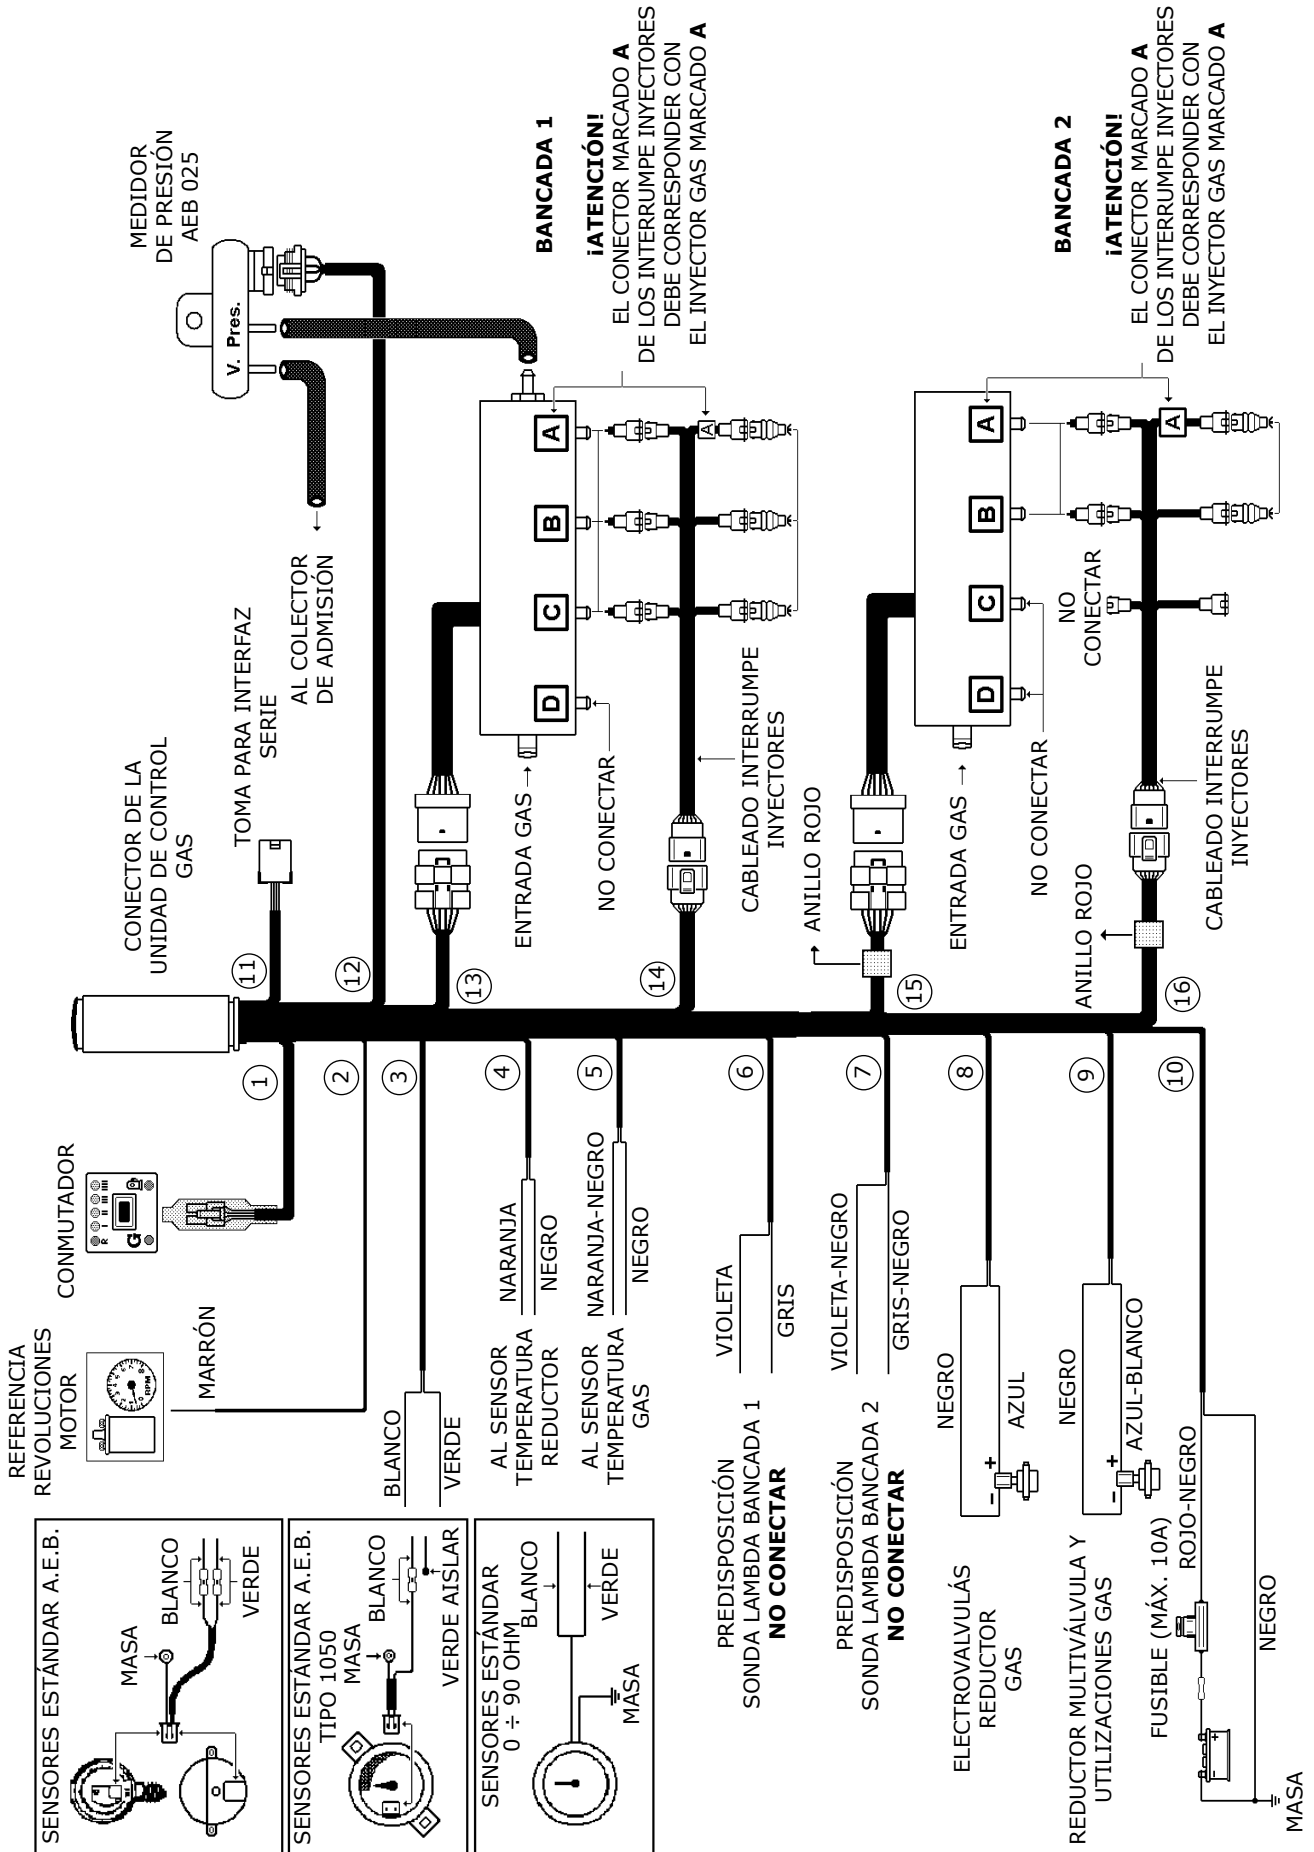 SENSORES ESTÁNDAR A.E.B.
MASA
BLANCO
VERDE
SENSORES ESTÁNDAR A.E.B.
TIPO 1050
MASA
BLANCO
VERDE AISLAR
SENSORES ESTÁNDAR
0 ÷ 90 OHM
BLANCO
VERDE
MASA
REFERENCIA
REVOLUCIONES
MOTOR
RPM
MARRÓN
CONMUTADOR
R
I
II
III
IIII
G
CONECTOR DE LA
UNIDAD DE CONTROL
GAS
TOMA PARA INTERFAZ
SERIE
AL COLECTOR
DE ADMISIÓN
MEDIDOR
DE PRESIÓN
AEB 025
V. Pres.
1
2
3
4
5
6
7
8
9
10
11
12
13
14
15
16
BLANCO
VERDE
AL SENSOR
TEMPERATURA
REDUCTOR
NARANJA
NEGRO
AL SENSOR
TEMPERATURA
GAS
NARANJA-NEGRO
NEGRO
PREDISPOSICIÓN
SONDA LAMBDA BANCADA 1
NO CONECTAR
VIOLETA
GRIS
PREDISPOSICIÓN
SONDA LAMBDA BANCADA 2
NO CONECTAR
VIOLETA-NEGRO
GRIS-NEGRO
ELECTROVALVULÁS
REDUCTOR
GAS
NEGRO
AZUL
- +
REDUCTOR MULTIVÁLVULA Y
UTILIZACIONES GAS
NEGRO
AZUL-BLANCO
- +
FUSIBLE (MÁX. 10A)
ROJO-NEGRO
NEGRO
- +
MASA
ENTRADA GAS
D
C
B
A
NO CONECTAR
A
CABLEADO INTERRUMPE
INYECTORES
BANCADA 1
¡ATENCIÓN!
EL CONECTOR MARCADO A
DE LOS INTERRUMPE INYECTORES
DEBE CORRESPONDER CON
EL INYECTOR GAS MARCADO A
ANILLO ROJO
ENTRADA GAS
D
C
B
A
NO CONECTAR
NO
CONECTAR
A
ANILLO ROJO
CABLEADO INTERRUMPE
INYECTORES
BANCADA 2
¡ATENCIÓN!
EL CONECTOR MARCADO A
DE LOS INTERRUMPE INYECTORES
DEBE CORRESPONDER CON
EL INYECTOR GAS MARCADO A